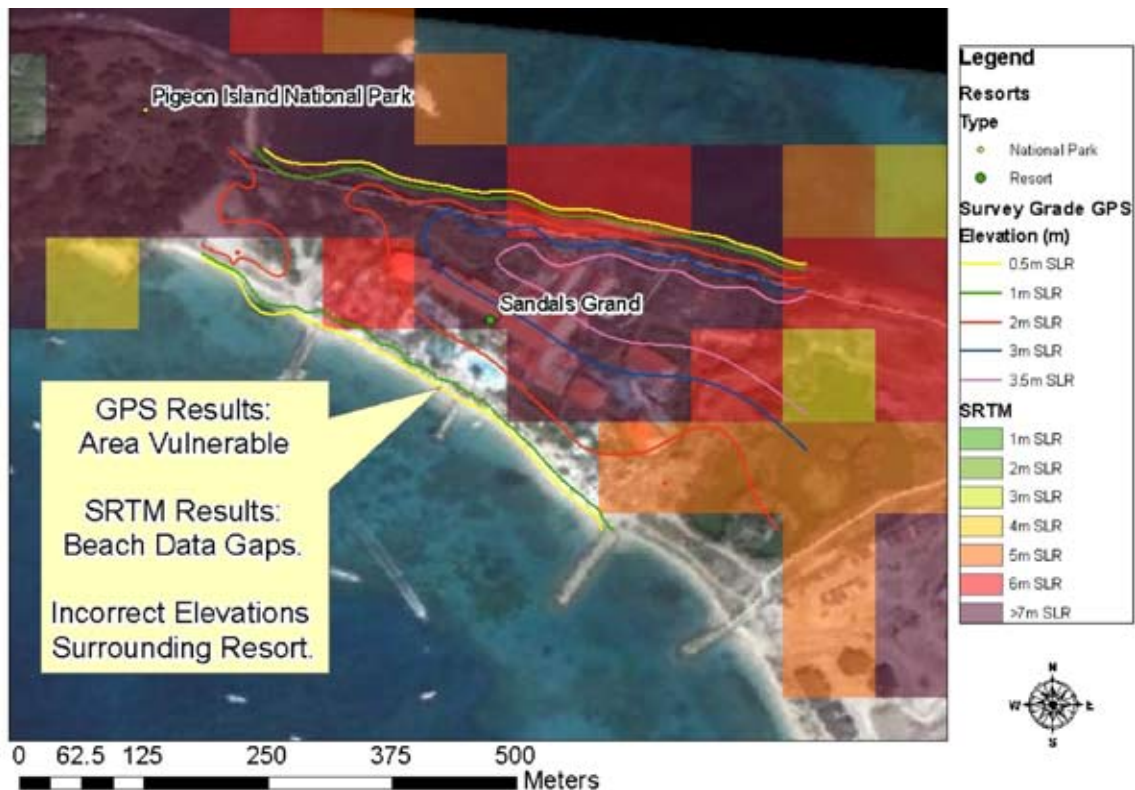 Pigeon Island National Park
Sandals Grand
GPS Results:
Area Vulnerable
SRTM Results:
Beach Data Gaps.
Incorrect Elevations
Surrounding Resort.
0 62.5 125 250 375 500
Meters
Legend
Resorts
Type
National Park
Resort
Survey Grade GPS
Elevation (m)
0.5m SLR
1m SLR
2m SLR
3m SLR
3.5m SLR
SRTM
1m SLR
2m SLR
3m SLR
4m SLR
5m SLR
6m SLR
>7m SLR
N
W E
S